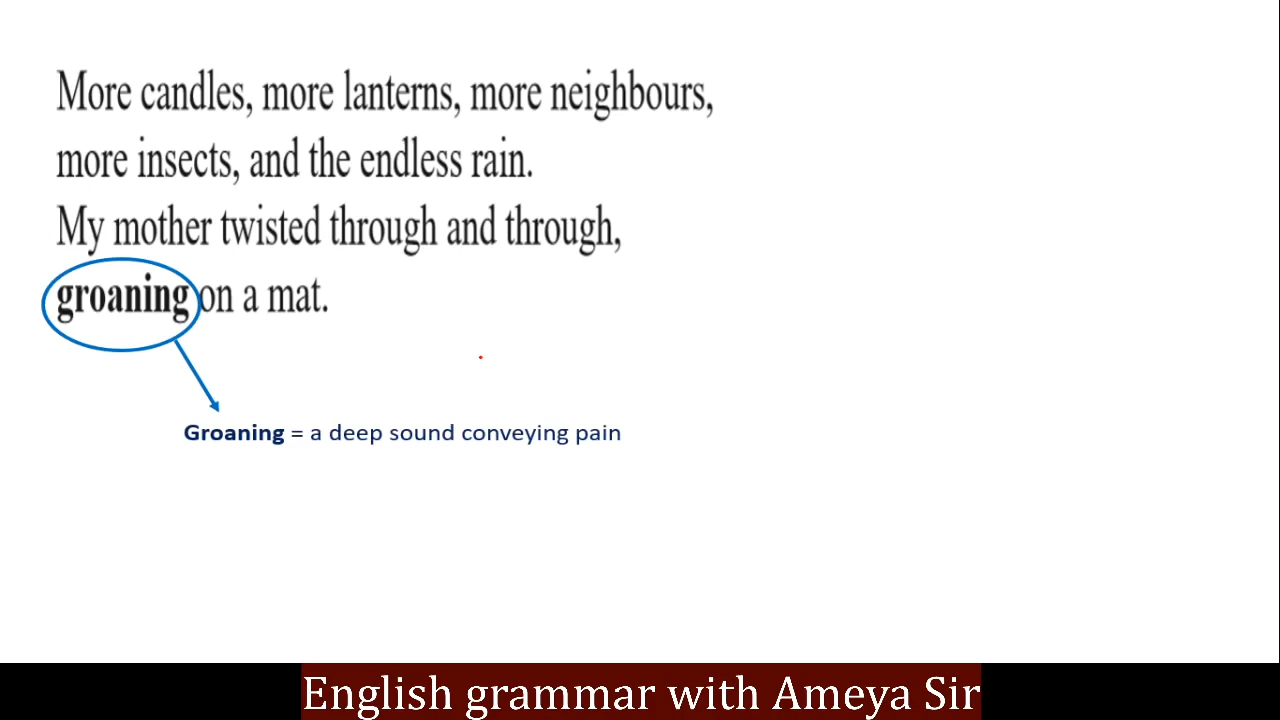 More candles, more lanterns, more neighbours,
more insects, and the endless rain.
My mother twisted through and through,
groaning on a mat.
Groaning = a deep sound conveying pain
English grammar with Ameya Sir